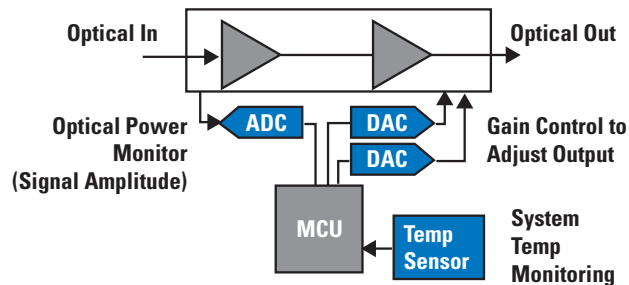 Optical In
Optical Out
Optical Power
Monitor
(Signal Amplitude)
ADC
DAC
DAC
Gain Control to
Adjust Output
MCU
Temp
Sensor
System
Temp
Monitoring